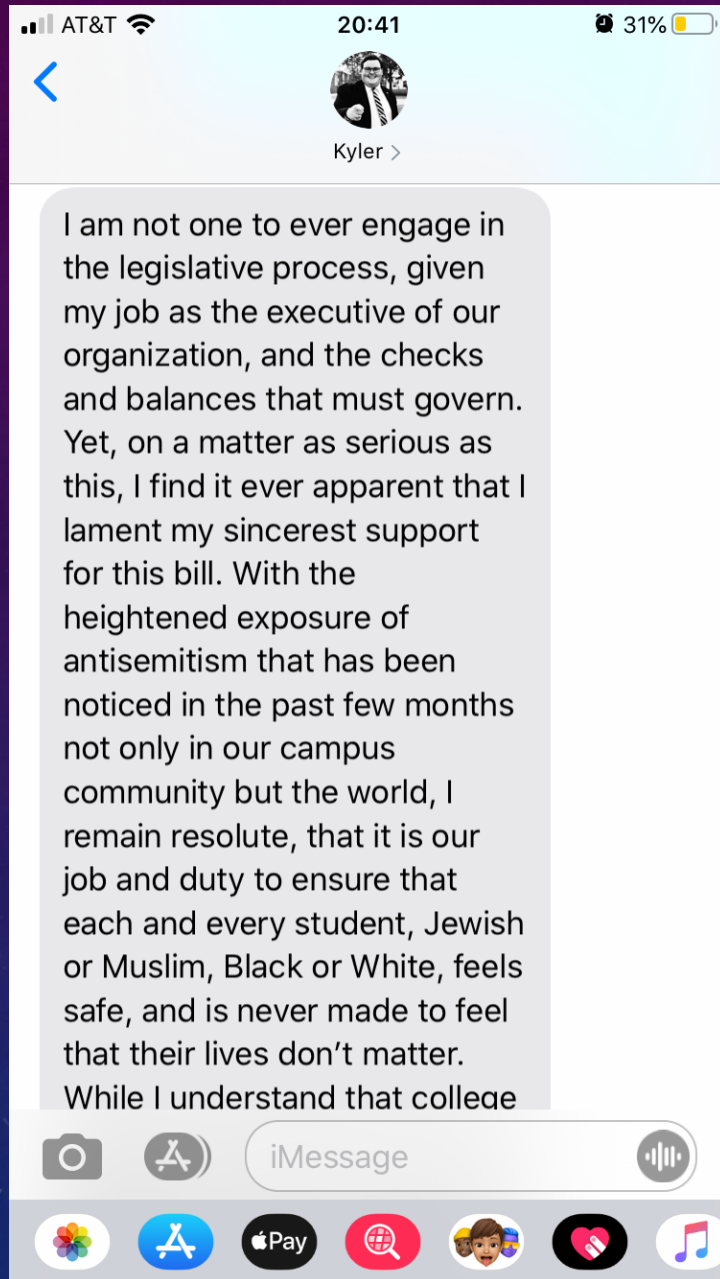 AT&T 20:41 31%
Kyler
I am not one to ever engage in
the legislative process, given
my job as the executive of our
organization, and the checks
and balances that must govern.
Yet, on a matter as serious as
this, I find it ever apparent that I
lament my sincerest support
for this bill. With the
heightened exposure of
antisemitism that has been
noticed in the past few months
not only in our campus
community but the world, I
remain resolute, that it is our
job and duty to ensure that
each and every student, Jewish
or Muslim, Black or White, feels
safe, and is never made to feel
that their lives don’t matter.
While I understand that college
iMessage
Pay